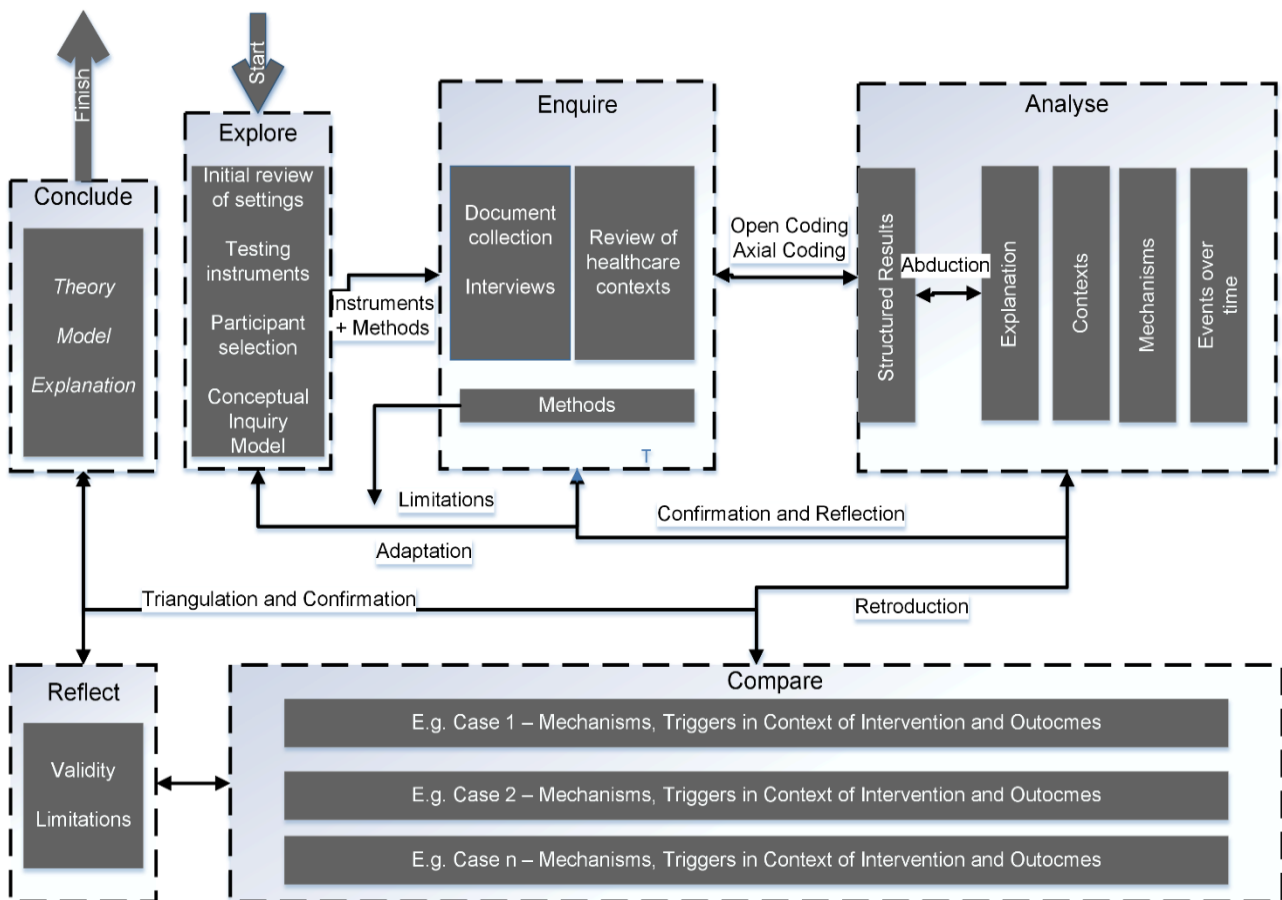 Finish
Start
Conclude
Theory
Model
Explanation
Explore
Initial review
of settings
Testing
instruments
Participant
selection
Conceptual
Inquiry
Model
Instruments
+ Methods
Enquire
Document
collection
Interviews
Review of
healthcare
contexts
Methods
T
Open Coding
Axial Coding
Analyse
Structured Results
Abduction
Explanation
Contexts
Mechanisms
Events over
time
Limitations
Adaptation
Confirmation and Reflection
Triangulation and Confirmation
Retroduction
Reflect
Validity
Limitations
Compare
E.g. Case 1 – Mechanisms, Triggers in Context of Intervention and Outocmes
E.g. Case 2 – Mechanisms, Triggers in Context of Intervention and Outocmes
E.g. Case n – Mechanisms, Triggers in Context of Intervention and Outocmes